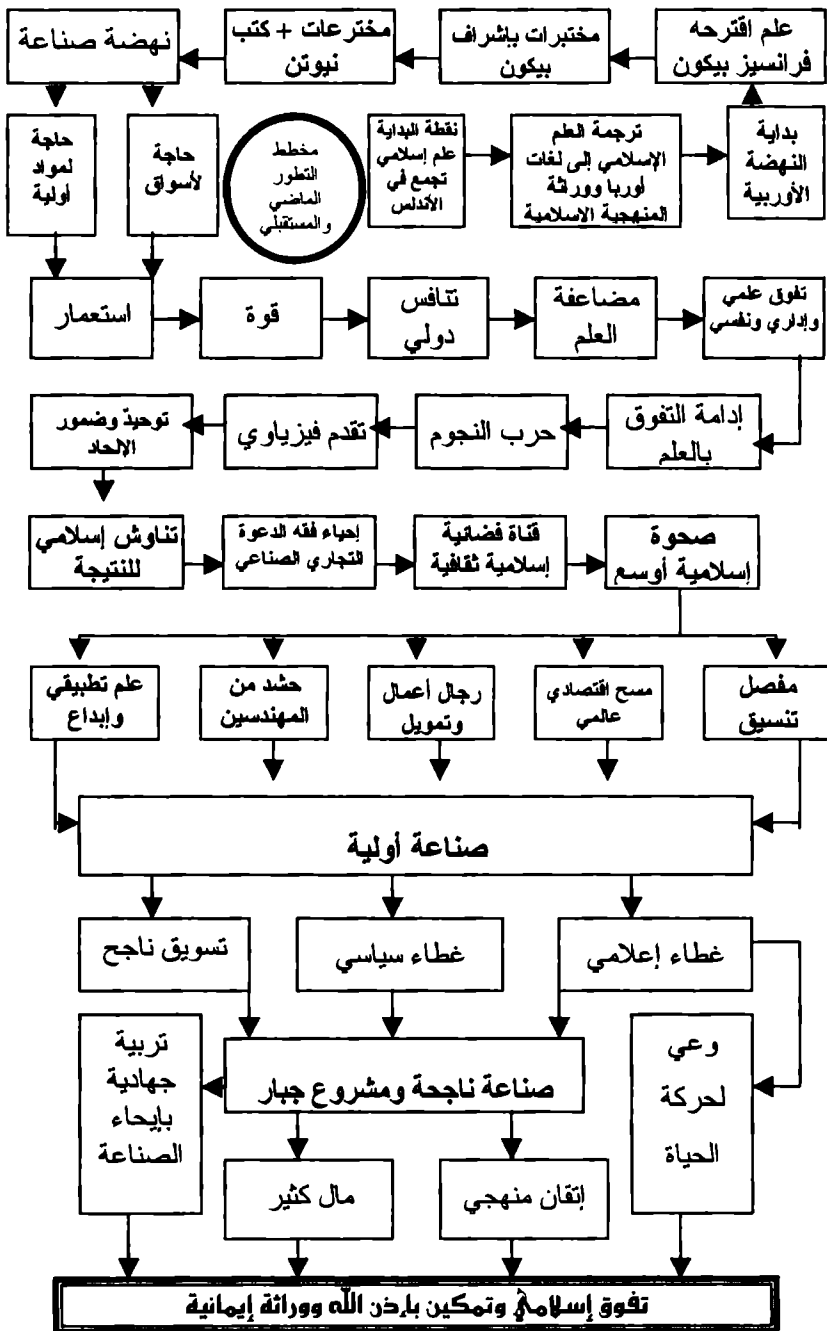 علم اقترحه
فرانسيز بيكون
مختبرات بإشراف
بيكون
مخترعات + كتب
نيوتن
نهضة صناعة
بداية
النهضة
الأوربية
ترجمة العلم
الإسلامي إلى لغات
أوربا ووراثة
المنهجية الاسلامية
نقطة البداية
علم إسلامي
تجمع في
الأندلس
مخطط
التطور
الماضي
والمستقبلي
حاجة
لأسواق
حاجة
لمواد
أولية
استعمار
قوة
تنافس
دولي
مضاعفة
العلم
تفوق علمي
وإداري ونفسي
إدامة التفوق
بالعلم
حرب النجوم
تقدم فيزياوي
توحيد وضمور
الإلحاد
تناوش إسلامي
للنتيجة
إحياء فقه الدعوة
التجاري الصناعي
قناة فضائية
إسلامية ثقافية
صحوة
إسلامية أوسع
مفصل
تنسيق
مسح اقتصادي
عالمي
رجال أعمال
وتمويل
حشد من
المهندسين
علم تطبيقي
وإبداع
صناعة أولية
غطاء إعلامي
غطاء سياسي
تسويق ناجح
وعي
لحركة
الحياة
صناعة ناجحة ومشروع جبار
تربية
جهادية
بإيحاء
الصناعة
إتقان منهجي
مال كثير
تفوق إسلامي وتمكين بإذن الله ووراثة إيمانية